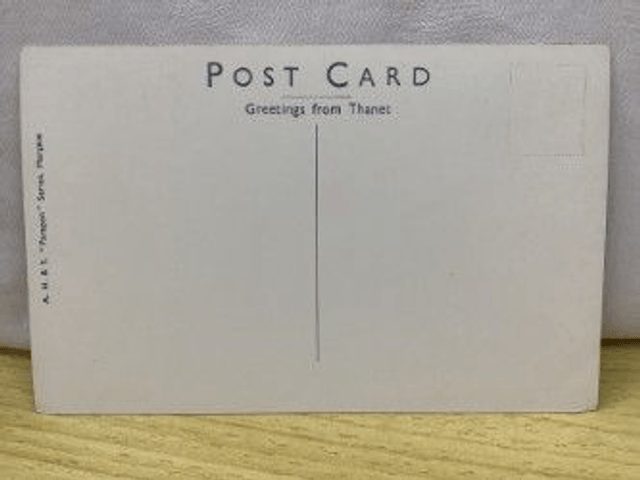 POST CARD
Greetings from Thanet
A. H. & S. "Paragon" Series, Margate